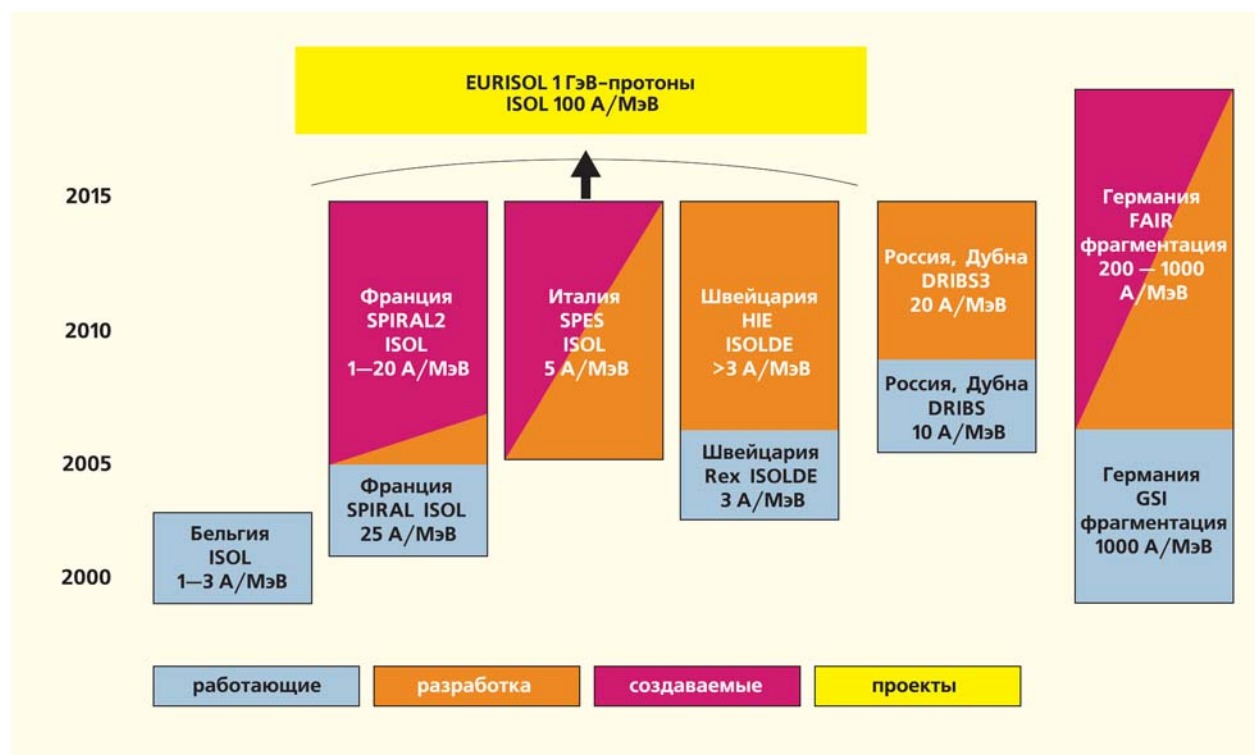 EURISOL 1 ГэВ-протоны
ISOL 100 А/МэВ
2015
2010
2005
2000
Бельгия
ISOL
1—3 А/МэВ
Франция
SPIRAL2
ISOL
1—20 А/МэВ
Франция
SPIRAL ISOL
25 А/МэВ
Италия
SPES
ISOL
5 А/МэВ
Швейцария
HIE
ISOLDE
>3 А/МэВ
Швейцария
Rex ISOLDE
3 А/МэВ
Россия, Дубна
DRIBS3
20 А/МэВ
Россия, Дубна
DRIBS
10 А/МэВ
Германия
FAIR
фрагментация
200 — 1000
А/МэВ
Германия
GSI
фрагментация
1000 А/МэВ
работающие
разработка
создаваемые
проекты